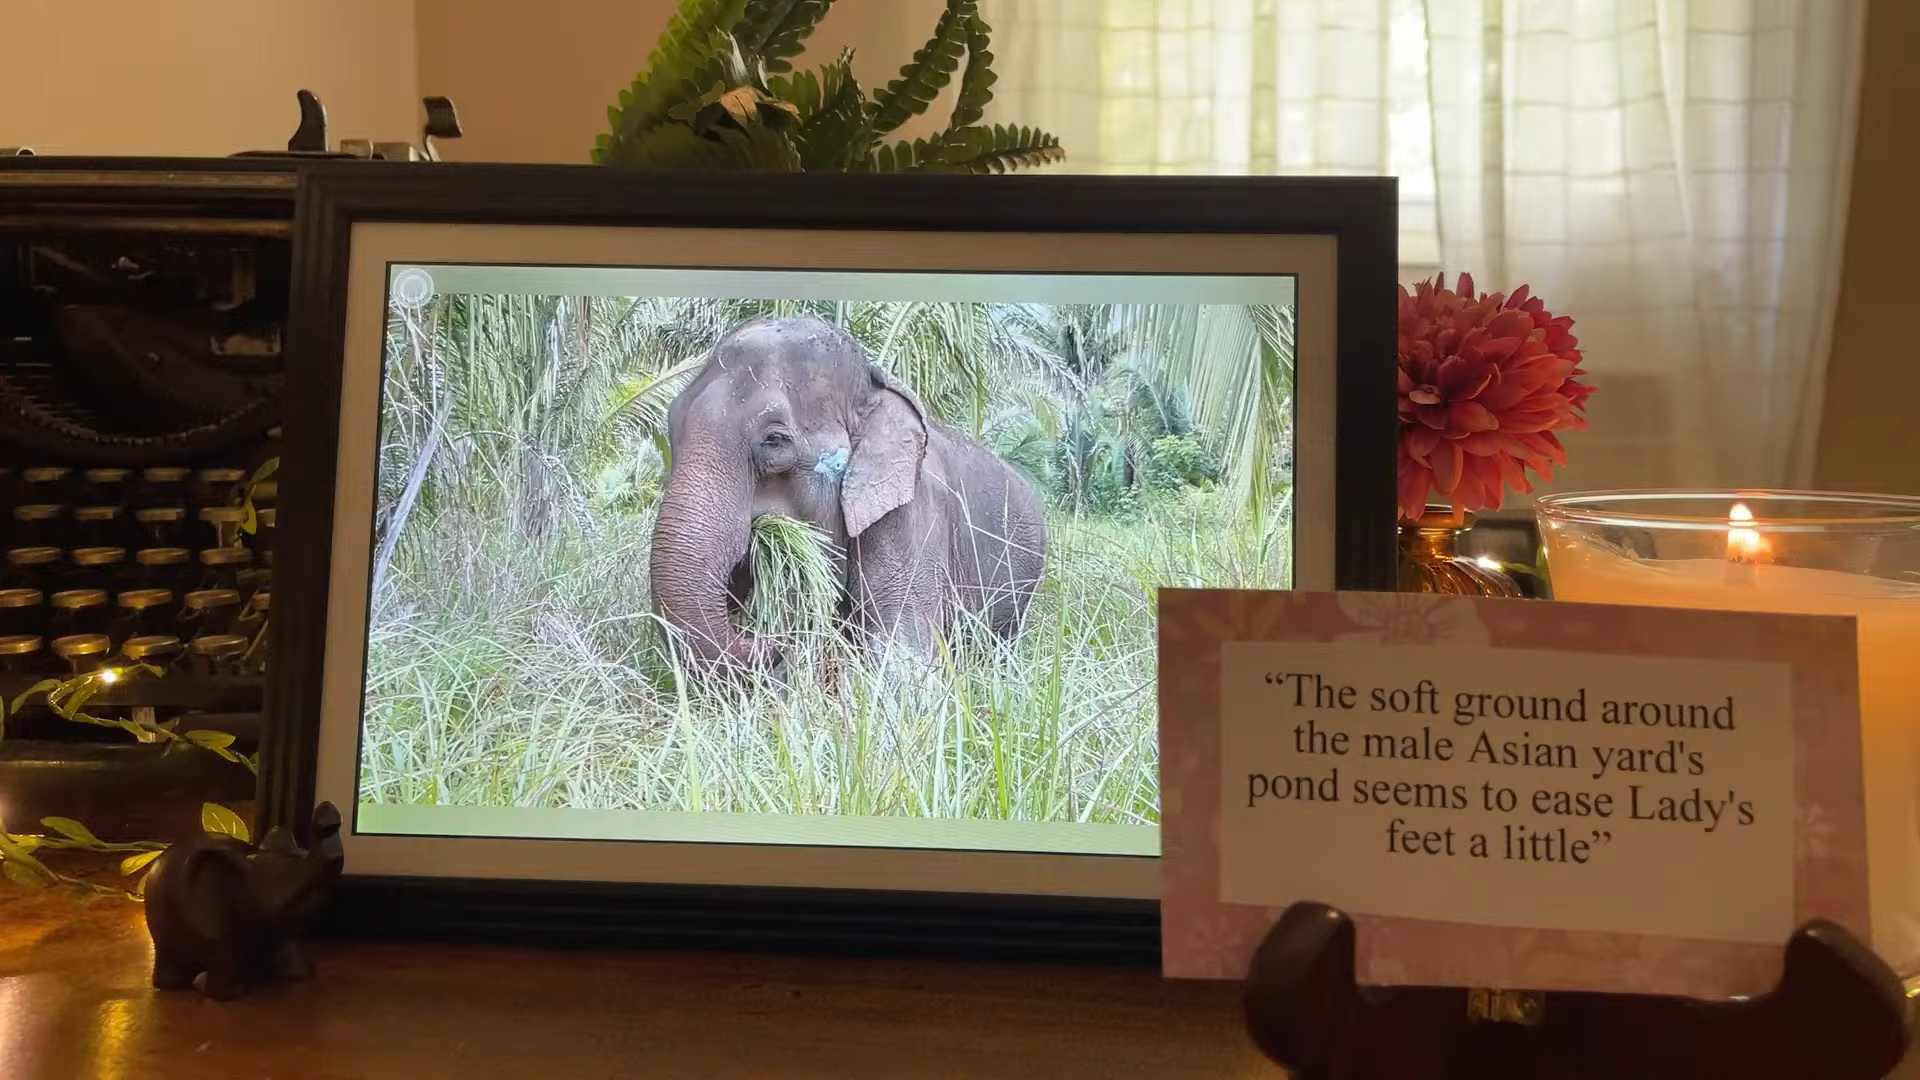 “The soft ground around
the male Asian yard's
pond seems to ease Lady's
feet a little”